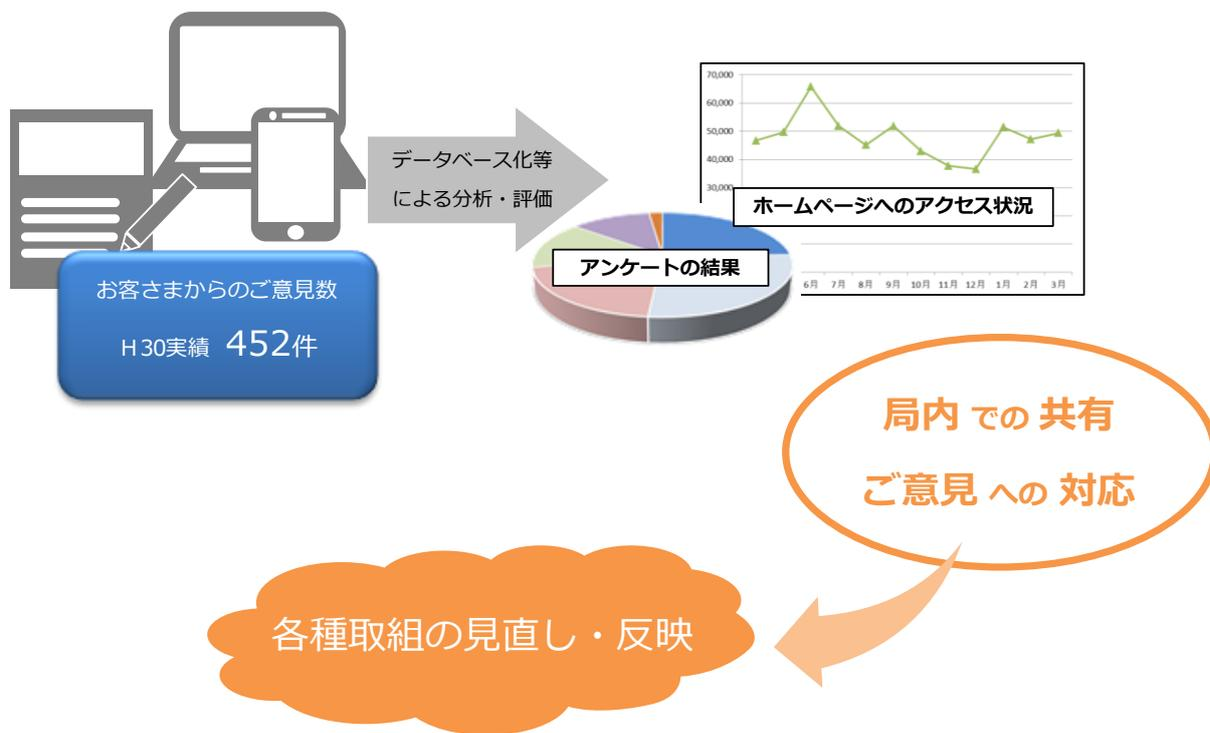 データベース化等
による分析・評価
お客さまからのご意見数
H30実績 452件
70,000
60,000
50,000
40,000
30,000
ホームページへのアクセス状況
6月 7月 8月 9月 10月 11月 12月 1月 2月 3月
アンケートの結果
局内 での 共有
ご意見 への 対応
各種取組の見直し・反映